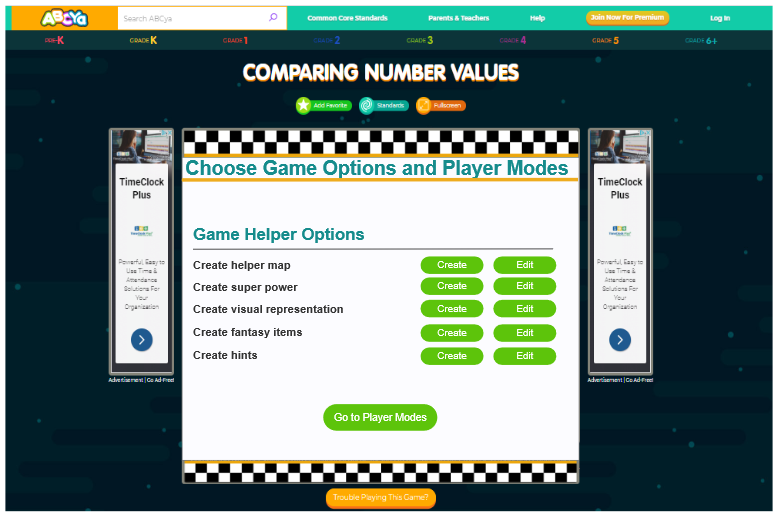 ABCYa
Search ABCya
Common Core Standards
Parents & Teachers
Help
Join Now For Premium
Log In
PRE-K
GRADE K
GRADE 1
GRADE 2
GRADE 3
GRADE 4
GRADE 5
GRADE 6+
COMPARING NUMBER VALUES
Add Favorite
Standards
Fullscreen
TimeClock
Plus
Powerful, Easy to
Use Time &
Attendance
Solutions For
Your
Organization
Advertisement | Go Ad-Free!
Choose Game Options and Player Modes
Game Helper Options
Create helper map Create Edit
Create super power Create Edit
Create visual representation Create Edit
Create fantasy items Create Edit
Create hints Create Edit
Go to Player Modes
TimeClock
Plus
Powerful, Easy to
Use Time &
Attendance
Solutions For
Your
Organization
Advertisement | Go Ad-Free!
Trouble Playing This Game?